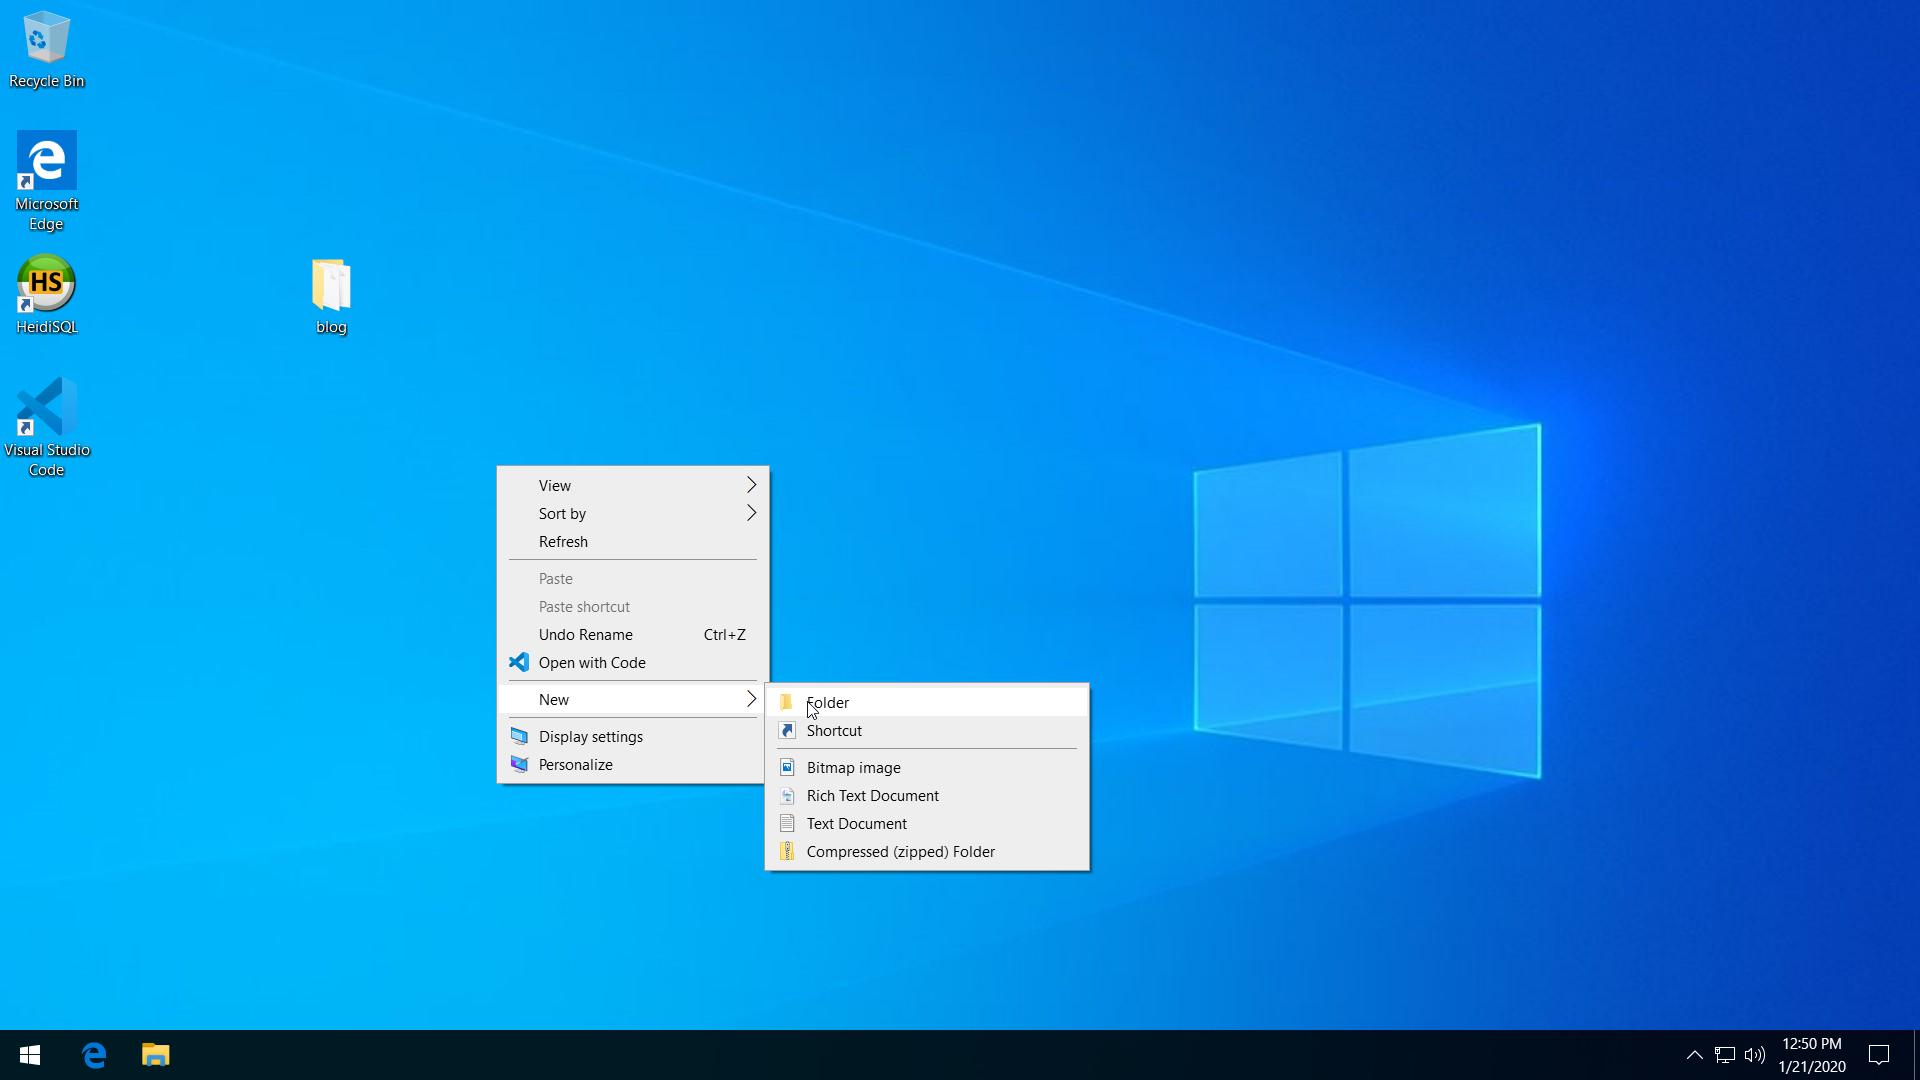 Recycle Bin
Microsoft
Edge
HS
HeidiSQL
blog
Visual Studio
Code
View
Sort by
Refresh
Paste
Paste shortcut
Undo Rename Ctrl+Z
Open with Code
New
Display settings
Personalize
Folder
Shortcut
Bitmap image
Rich Text Document
Text Document
Compressed (zipped) Folder
12:50 PM
1/21/2020